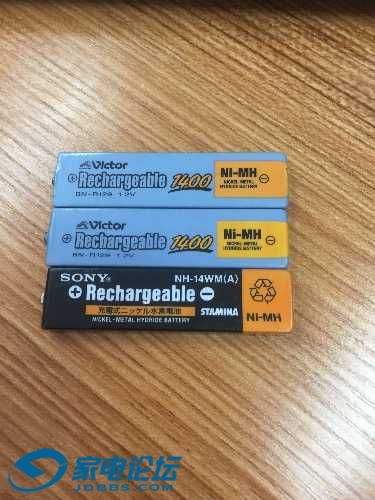 Victor
Rechargeable 1400
BN-R129 1.2V
Ni-MH
NICKEL-METAL
HYDRIDE BATTERY
Victor
Rechargeable 1400
BN-R129 1.2V
Ni-MH
NICKEL-METAL
HYDRIDE BATTERY
SONY NH-14WM(A)
Rechargeable
充電式ニッケル水素電池 STAMINA
NICKEL-METAL HYDRIDE BATTERY
Ni-MH
家电论坛
JDBBS.COM